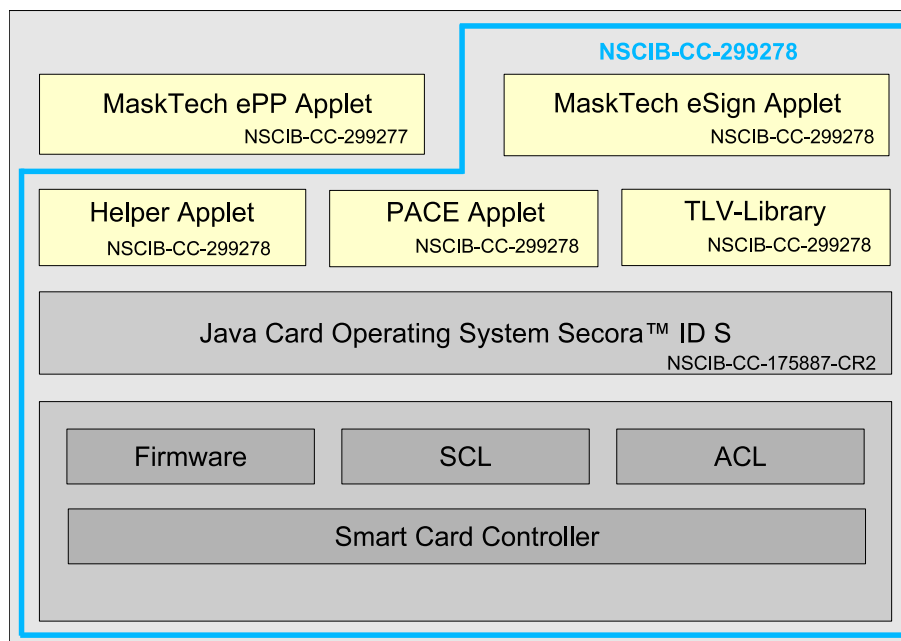 NSCIB-CC-299278
MaskTech ePP Applet
NSCIB-CC-299277
MaskTech eSign Applet
NSCIB-CC-299278
Helper Applet
NSCIB-CC-299278
PACE Applet
NSCIB-CC-299278
TLV-Library
NSCIB-CC-299278
Java Card Operating System Secora™ ID S
NSCIB-CC-175887-CR2
Firmware
SCL
ACL
Smart Card Controller